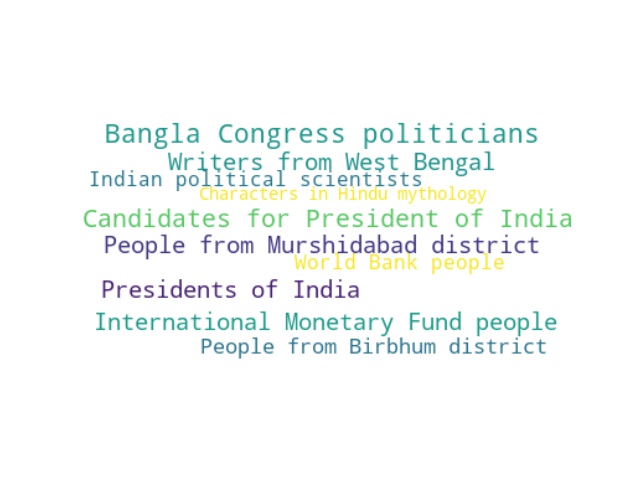 Bangla Congress politicians
Writers from West Bengal
Indian political scientists
Characters in Hindu mythology
Candidates for President of India
People from Murshidabad district
World Bank people
Presidents of India
International Monetary Fund people
People from Birbhum district